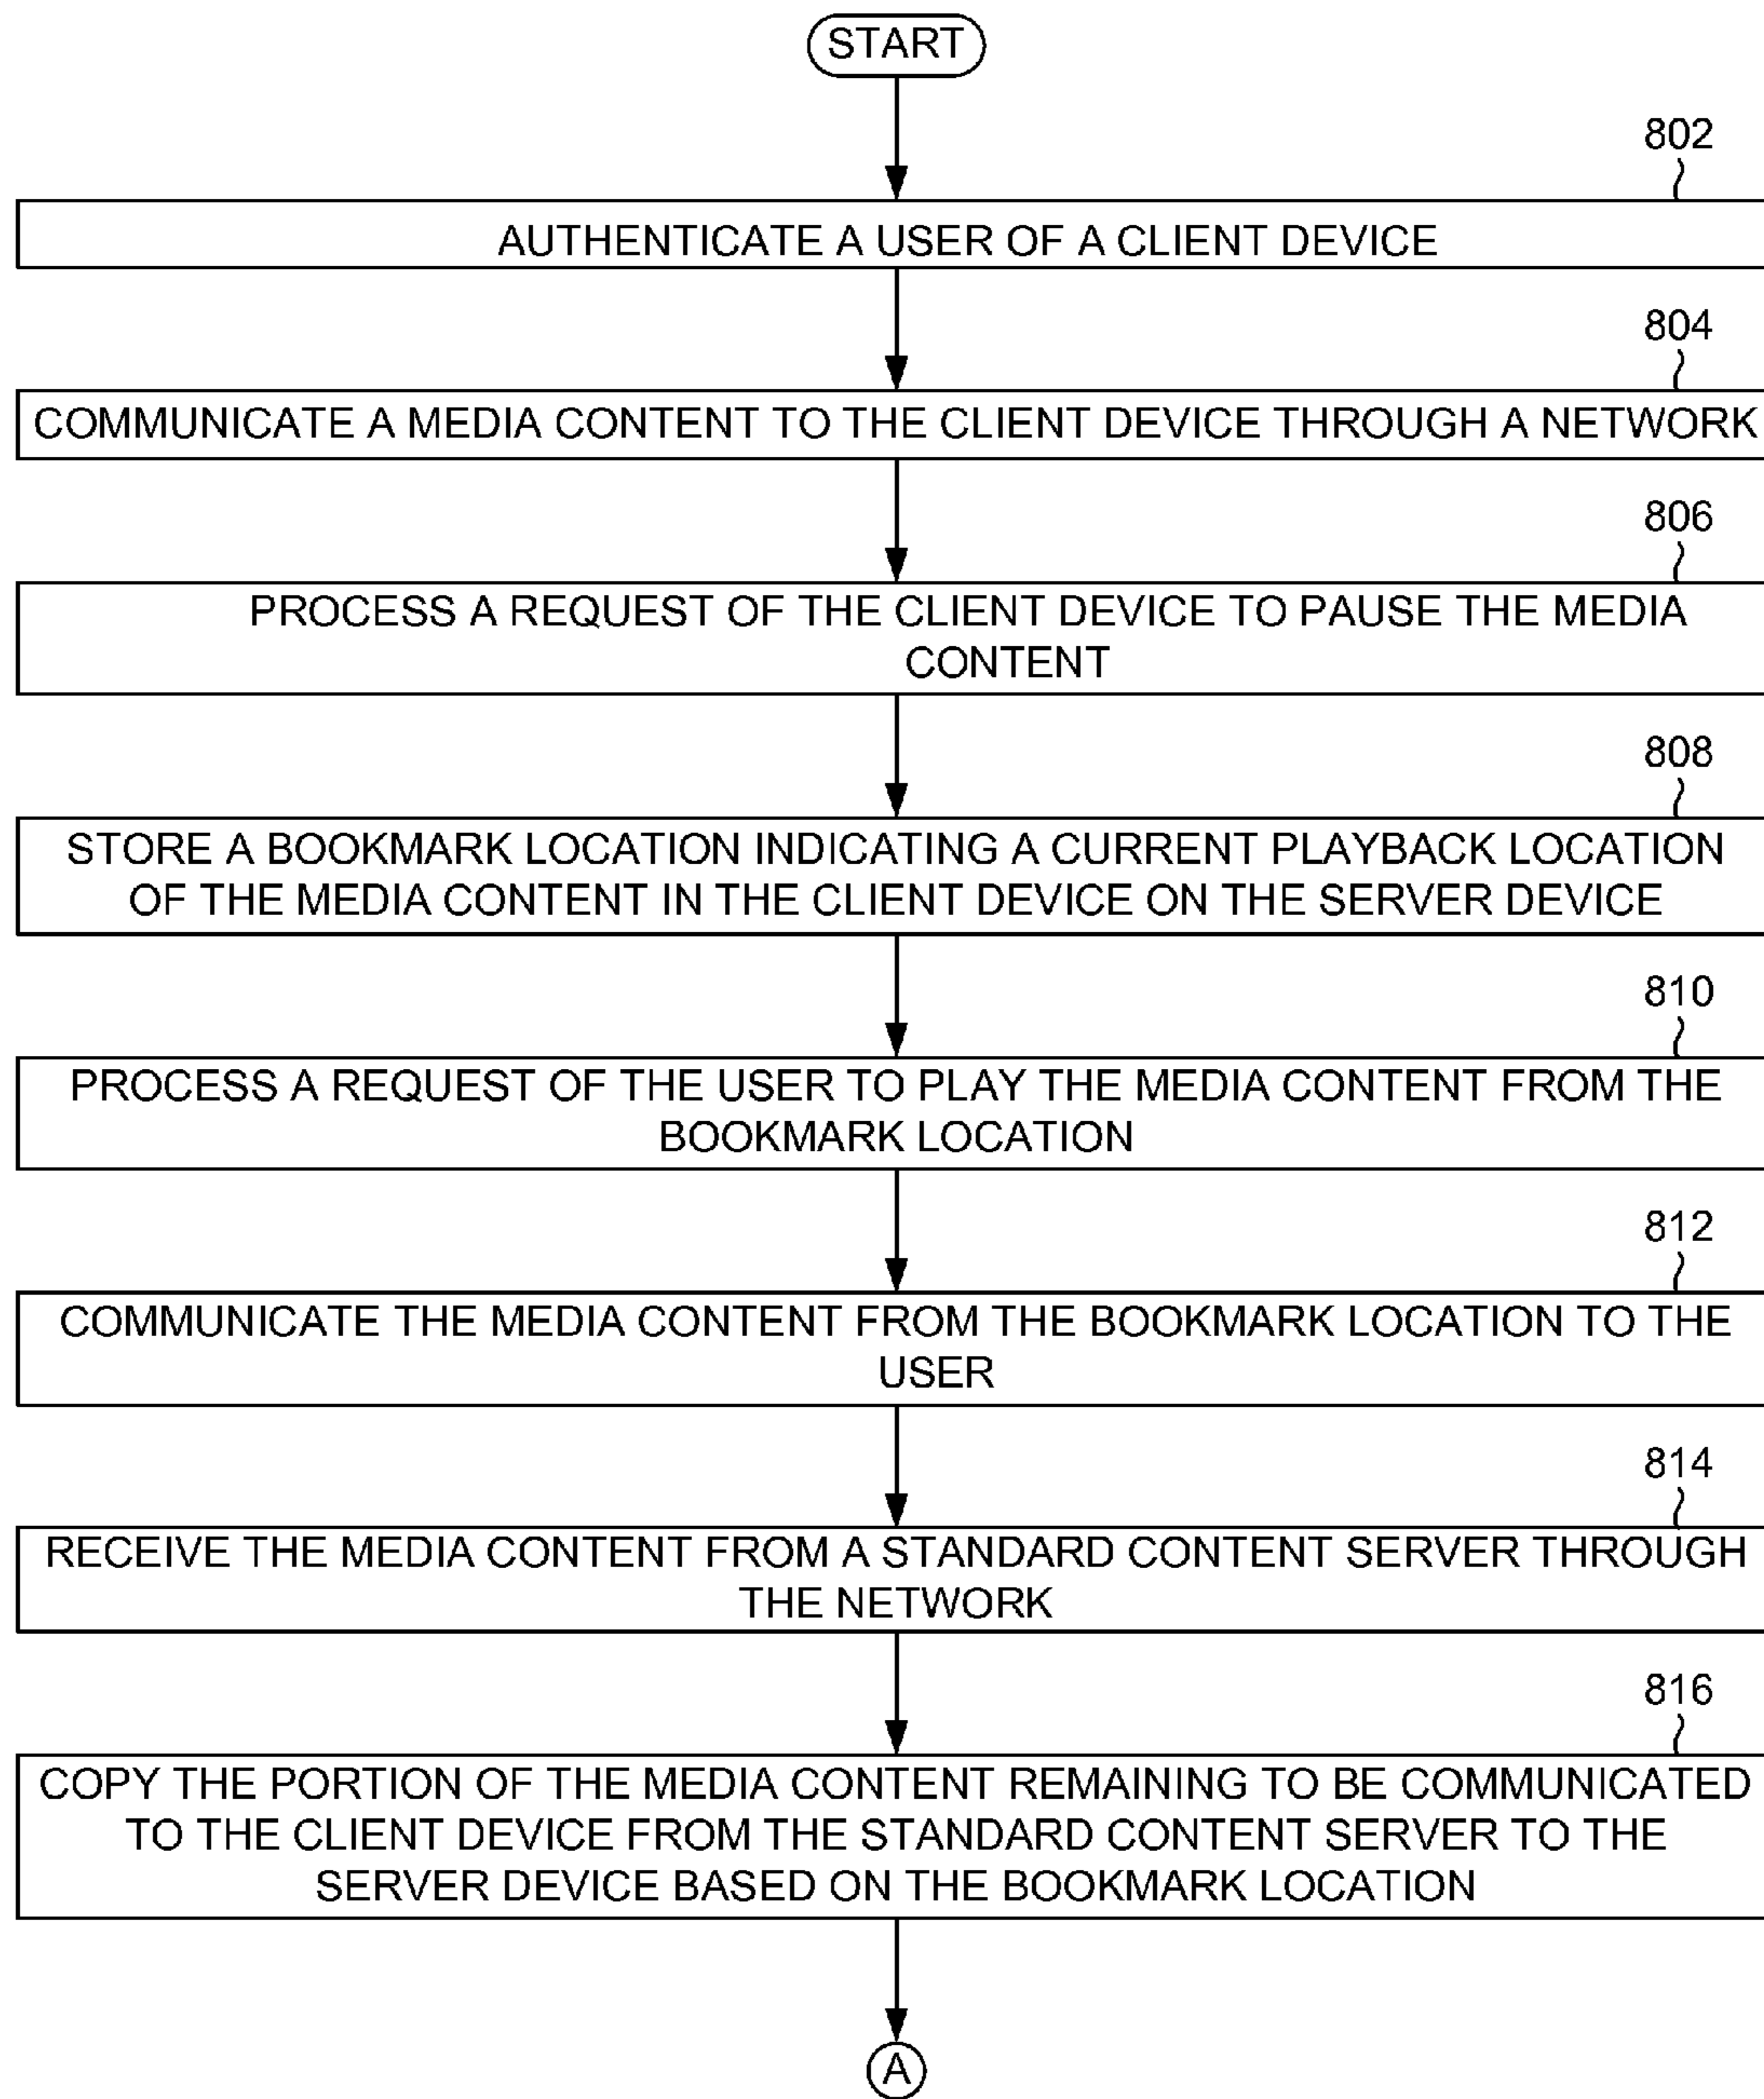 START
802
AUTHENTICATE A USER OF A CLIENT DEVICE
804
COMMUNICATE A MEDIA CONTENT TO THE CLIENT DEVICE THROUGH A NETWORK
806
PROCESS A REQUEST OF THE CLIENT DEVICE TO PAUSE THE MEDIA
CONTENT
808
STORE A BOOKMARK LOCATION INDICATING A CURRENT PLAYBACK LOCATION
OF THE MEDIA CONTENT IN THE CLIENT DEVICE ON THE SERVER DEVICE
810
PROCESS A REQUEST OF THE USER TO PLAY THE MEDIA CONTENT FROM THE
BOOKMARK LOCATION
812
COMMUNICATE THE MEDIA CONTENT FROM THE BOOKMARK LOCATION TO THE
USER
814
RECEIVE THE MEDIA CONTENT FROM A STANDARD CONTENT SERVER THROUGH
THE NETWORK
816
COPY THE PORTION OF THE MEDIA CONTENT REMAINING TO BE COMMUNICATED
TO THE CLIENT DEVICE FROM THE STANDARD CONTENT SERVER TO THE
SERVER DEVICE BASED ON THE BOOKMARK LOCATION
A